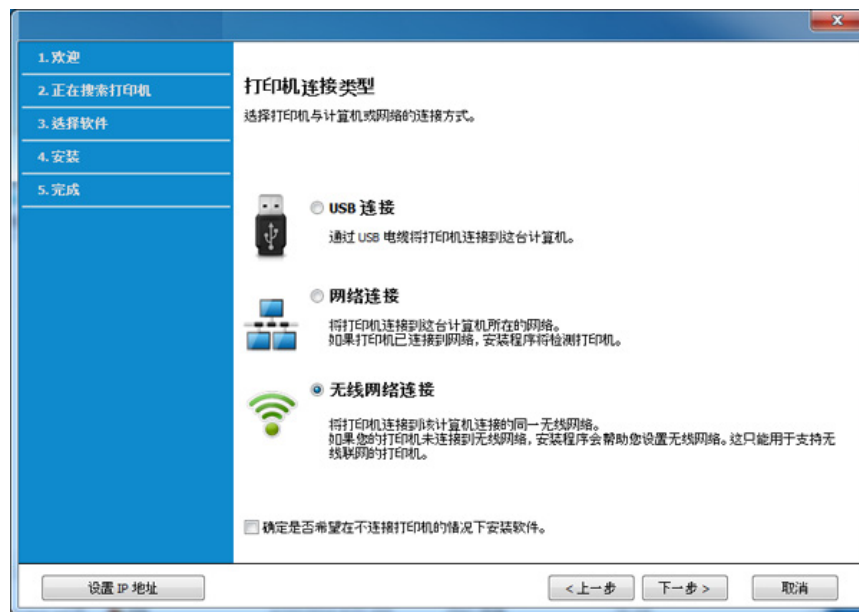 1. 欢迎
2. 正在搜索打印机
3. 选择软件
4. 安装
5. 完成
打印机连接类型
选择打印机与计算机或网络的连接方式。
USB 连接
通过 USB 电缆将打印机连接到这台计算机。
网络连接
将打印机连接到这台计算机所在的网络。
如果打印机已连接到网络，安装程序将检测打印机。
无线网络连接
将打印机连接到该计算机连接的同一无线网络。
如果您的打印机未连接到无线网络，安装程序会帮助您设置无线网络。这只能用于支持无
线联网的打印机。
确定是否希望在不连接打印机的情况下安装软件。
设置 IP 地址
< 上一步
下一步 >
取消